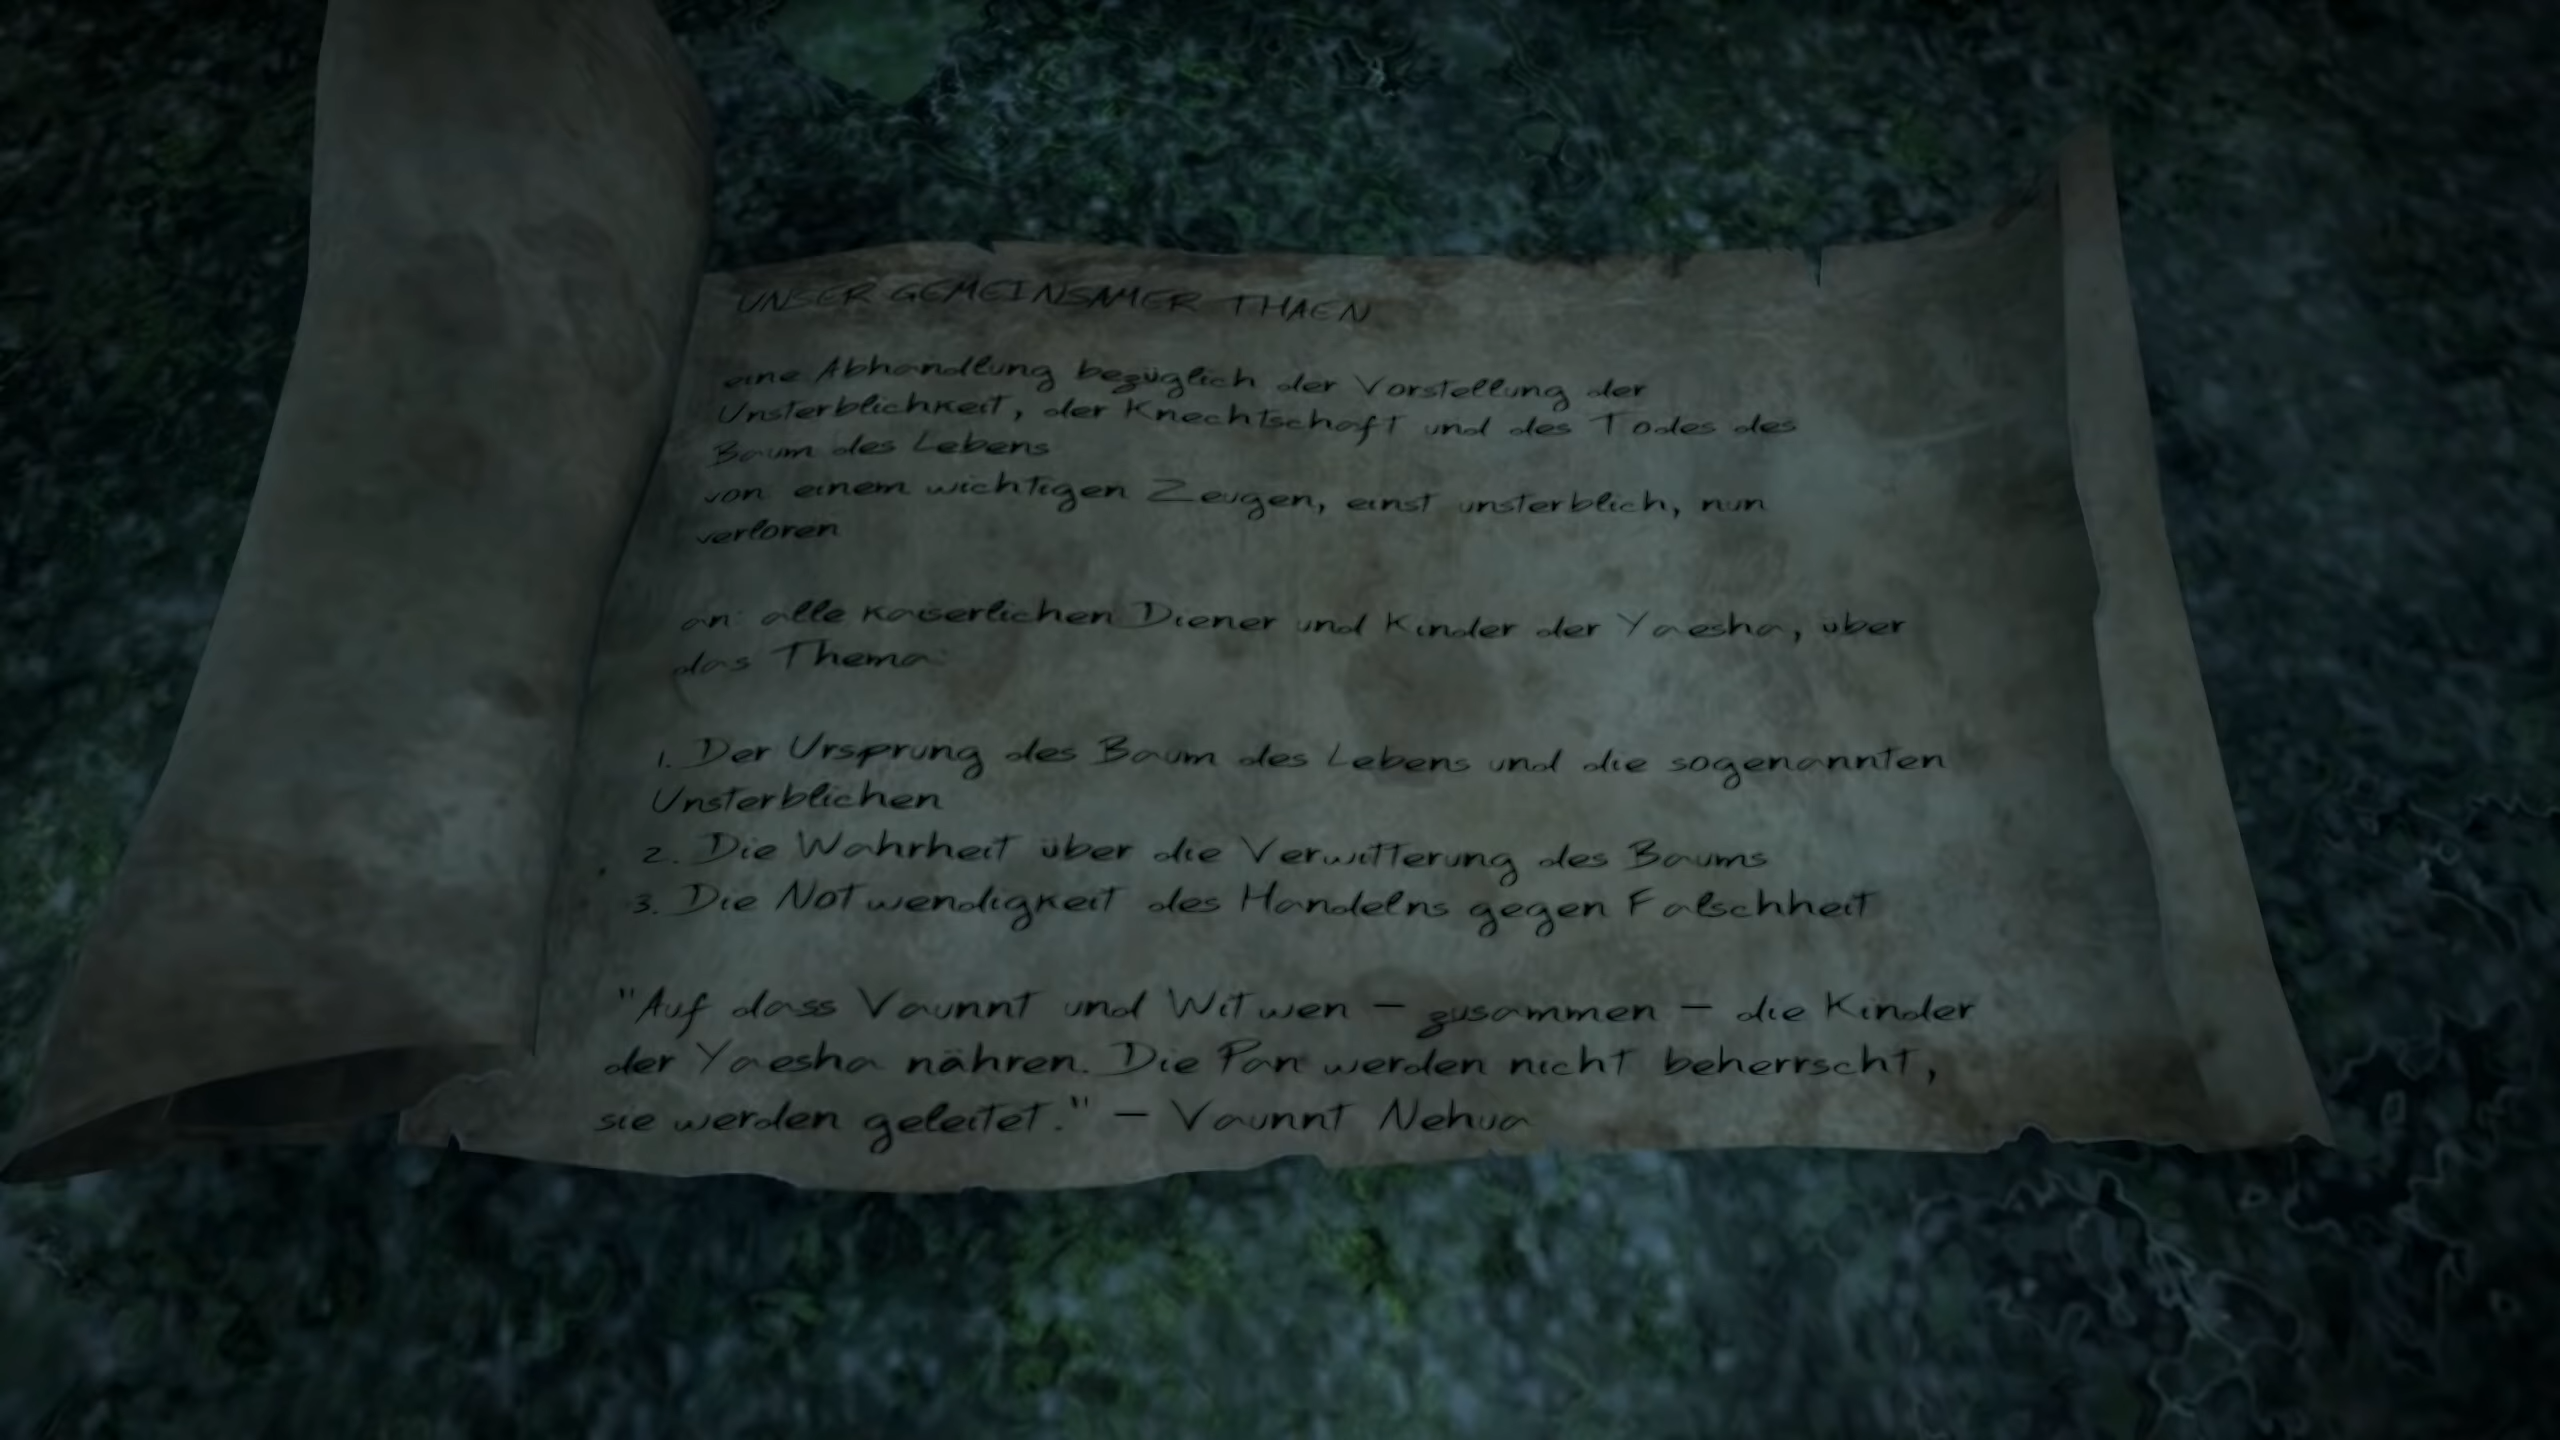 UNSER GEMEINSAMER THAEN
eine Abhandlung bezüglich der Vorstellung der
Unsterblichkeit, der Knechtschaft und des Todes des
Baum des Lebens
von einem wichtigen Zeugen, einst unsterblich, nun
verloren
an: alle kaiserlichen Diener und Kinder der Yaesha, über
das Thema:
1. Der Ursprung des Baum des Lebens und die sogenannten
Unsterblichen
2. Die Wahrheit über die Verwitterung des Baums
3. Die Notwendigkeit des Handelns gegen Falschheit
"Auf dass Vaunnt und Witwen – zusammen – die Kinder
der Yaesha nähren. Die Pan werden nicht beherrscht,
sie werden geleitet." – Vaunnt Nehua